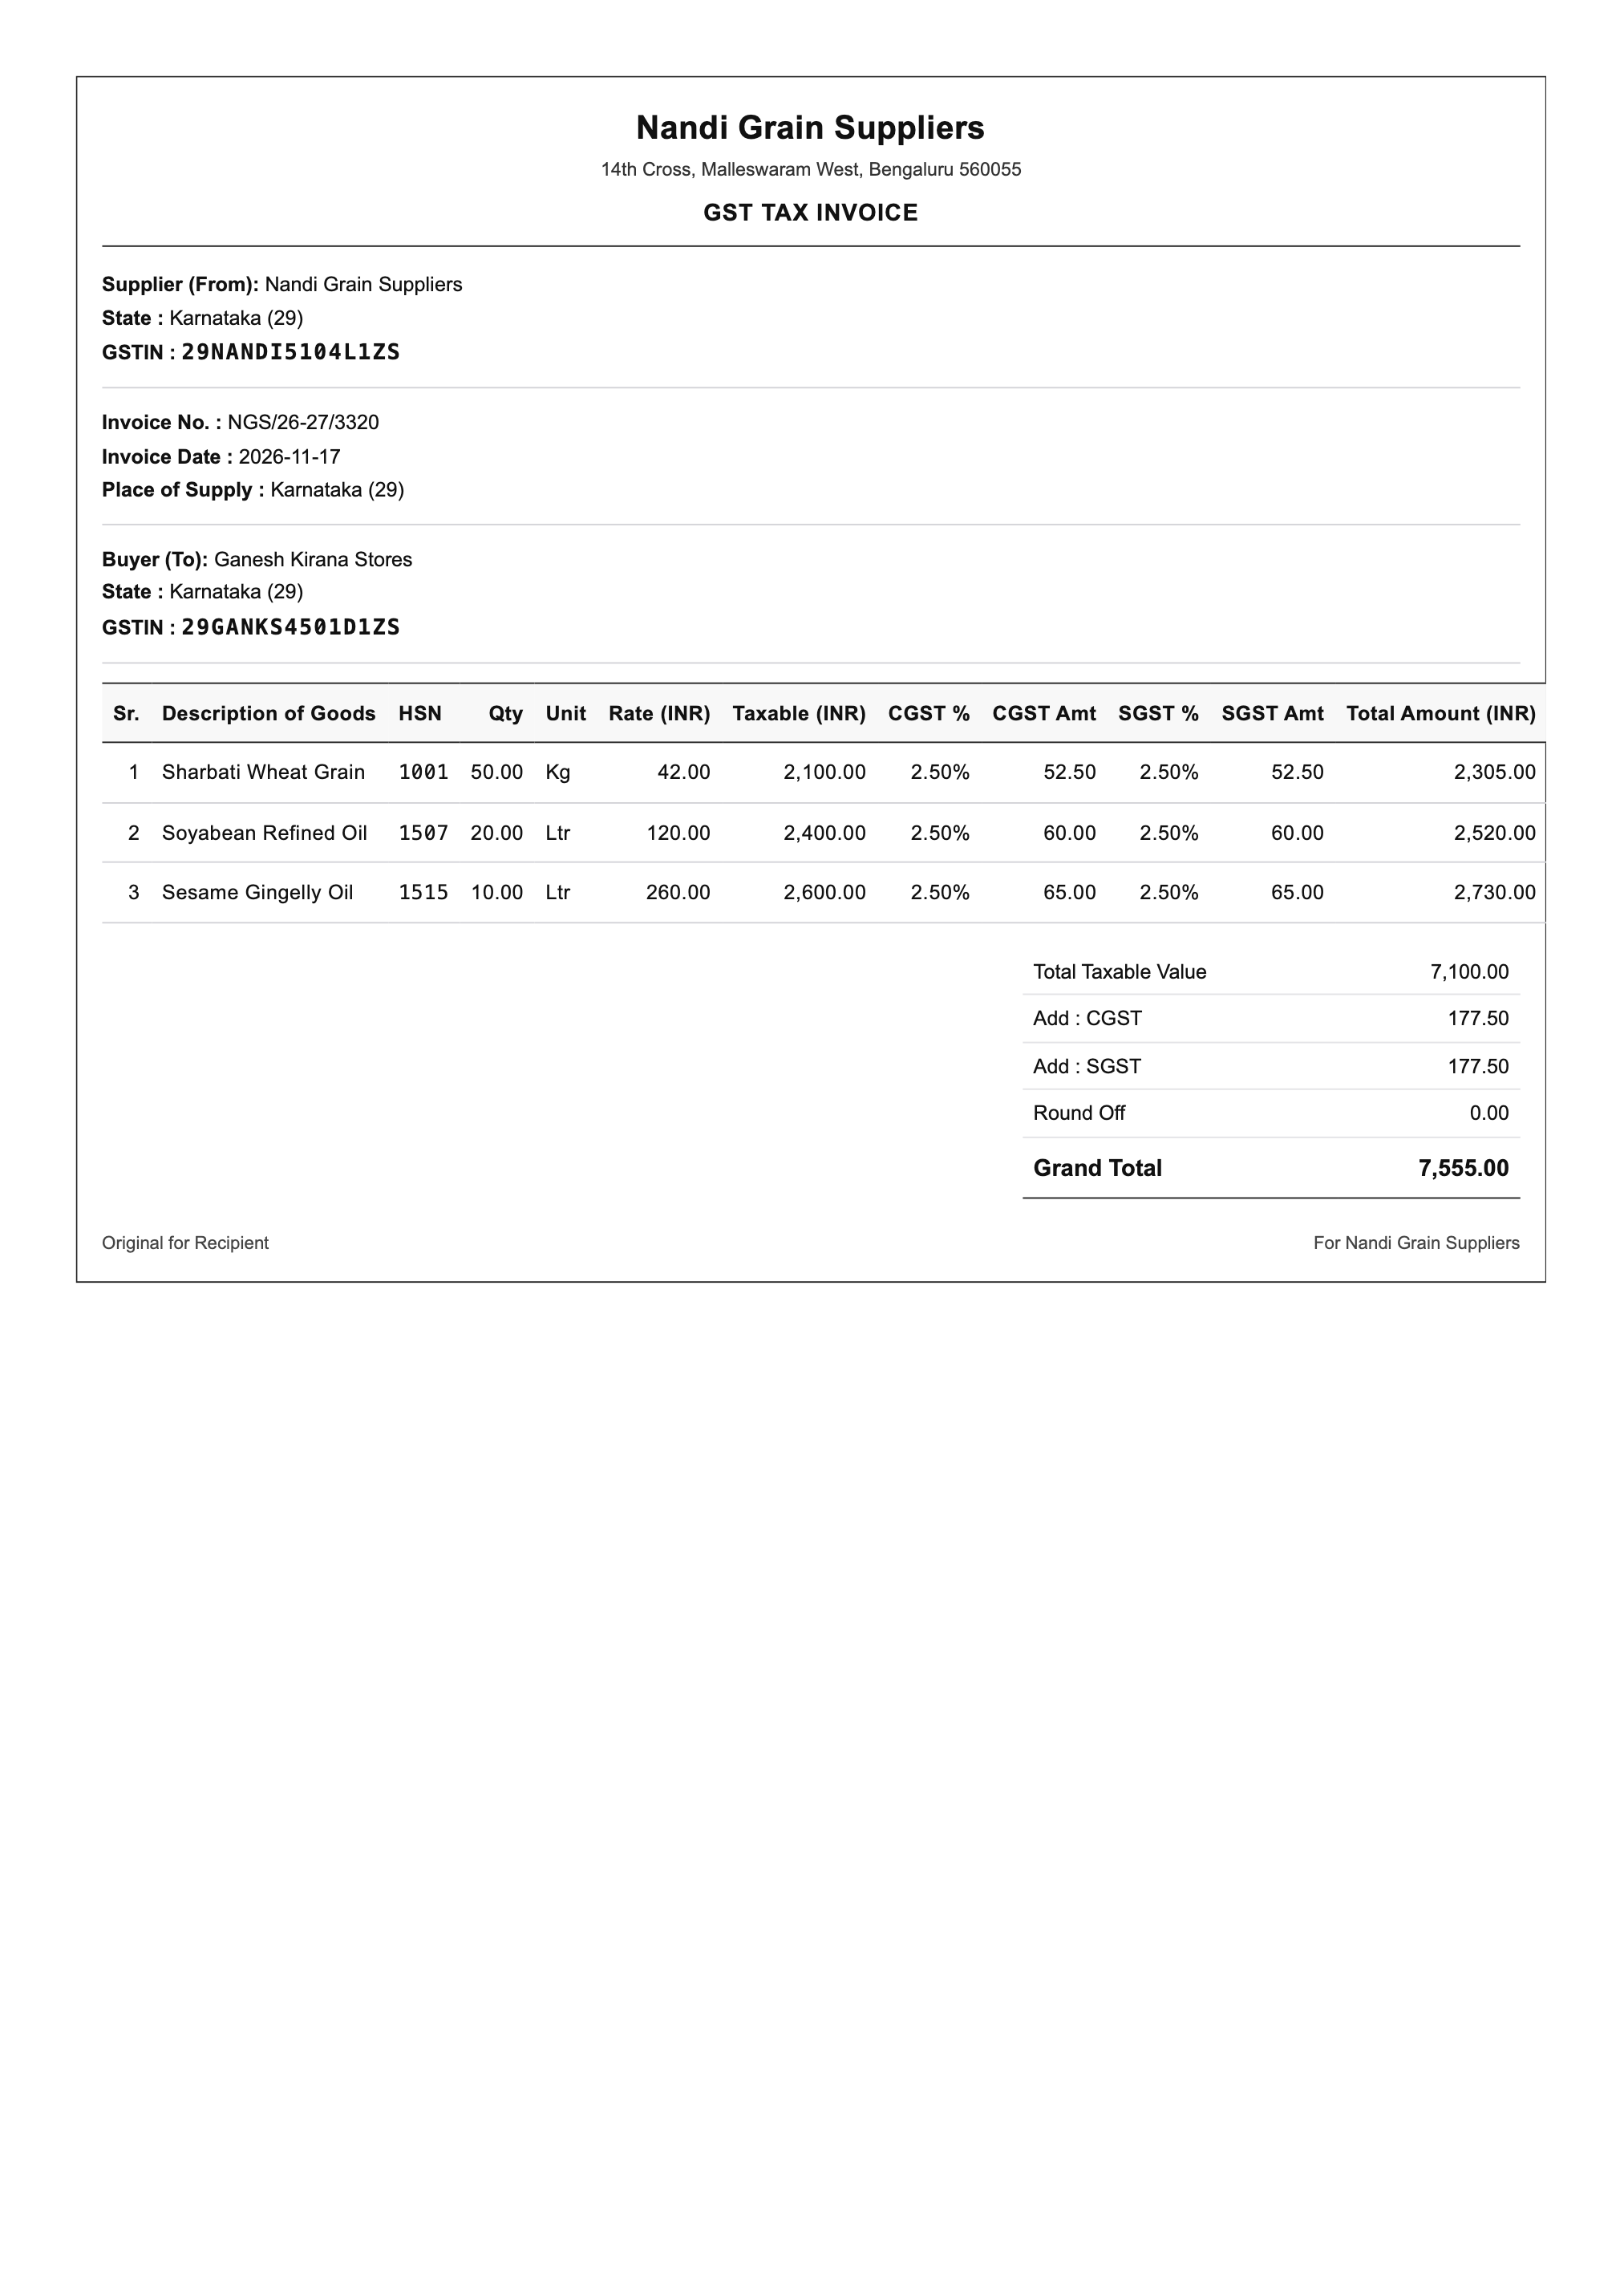 Nandi Grain Suppliers
14th Cross, Malleswaram West, Bengaluru 560055
GST TAX INVOICE
Supplier (From): Nandi Grain Suppliers
State : Karnataka (29)
GSTIN : 29NANDI5104L1ZS
Invoice No. : NGS/26-27/3320
Invoice Date : 2026-11-17
Place of Supply : Karnataka (29)
Buyer (To): Ganesh Kirana Stores
State : Karnataka (29)
GSTIN : 29GANKS4501D1ZS
Sr. Description of Goods HSN Qty Unit Rate (INR) Taxable (INR) CGST % CGST Amt SGST % SGST Amt Total Amount (INR)
1 Sharbati Wheat Grain 1001 50.00 Kg 42.00 2,100.00 2.50% 52.50 2.50% 52.50 2,305.00
2 Soyabean Refined Oil 1507 20.00 Ltr 120.00 2,400.00 2.50% 60.00 2.50% 60.00 2,520.00
3 Sesame Gingelly Oil 1515 10.00 Ltr 260.00 2,600.00 2.50% 65.00 2.50% 65.00 2,730.00
Total Taxable Value 7,100.00
Add : CGST 177.50
Add : SGST 177.50
Round Off 0.00
Grand Total 7,555.00
Original for Recipient For Nandi Grain Suppliers